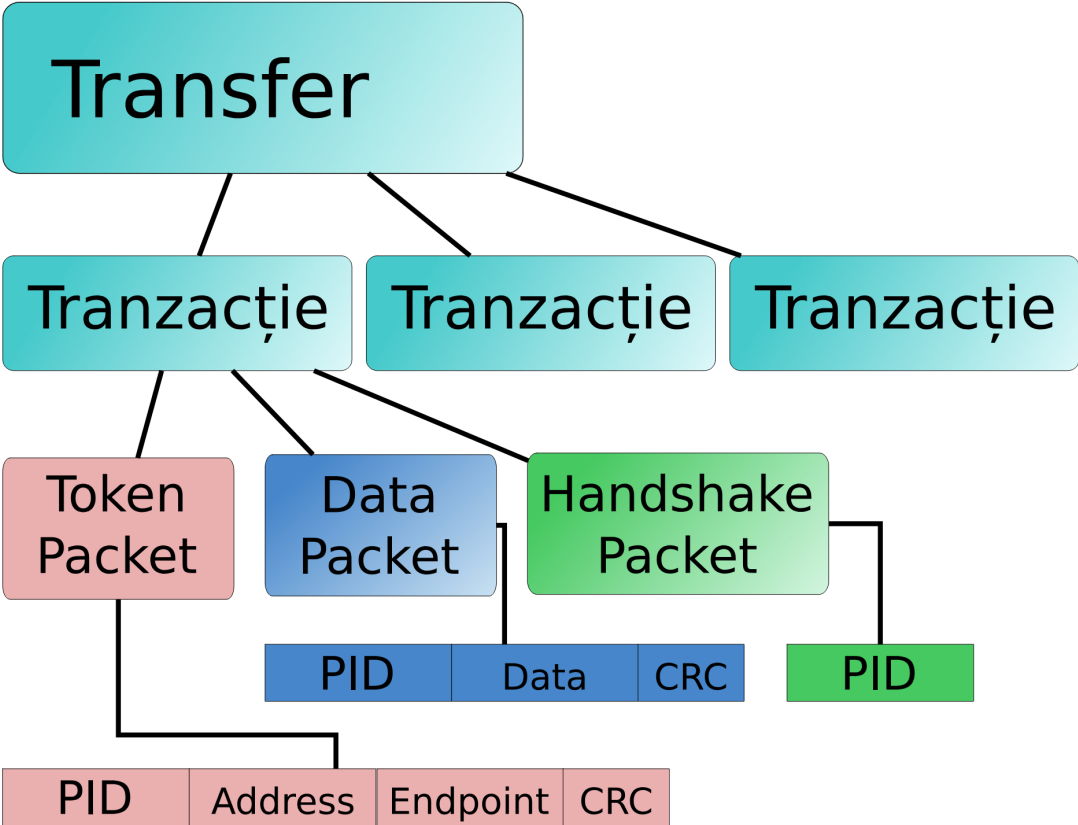 Transfer
Tranzacție Tranzacție Tranzacție
Token
Packet
Data
Packet
Handshake
Packet
PID Data CRC
PID
PID Address Endpoint CRC